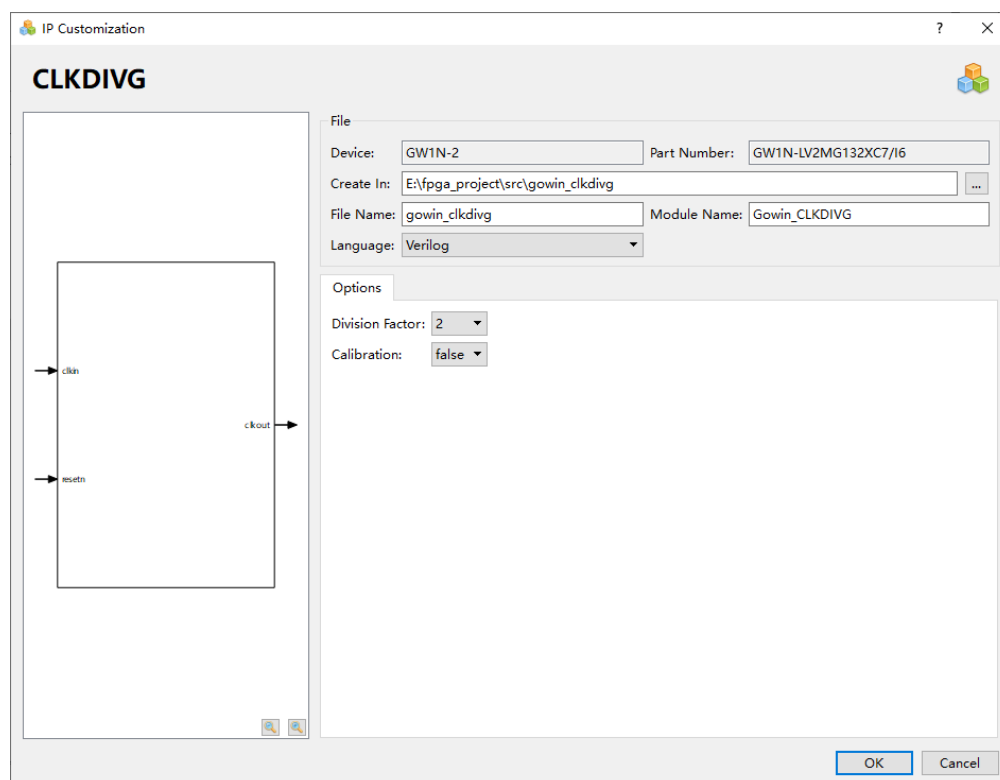 IP Customization ? ×
CLKDIVG
File
Device: GW1N-2 Part Number: GW1N-LV2MG132XC7/I6
Create In: E:\fpga_project\src\gowin_clkdivg ...
File Name: gowin_clkdivg Module Name: Gowin_CLKDIVG
Language: Verilog
Options
Division Factor: 2
Calibration: false
clkin
clkout
resetn
OK Cancel